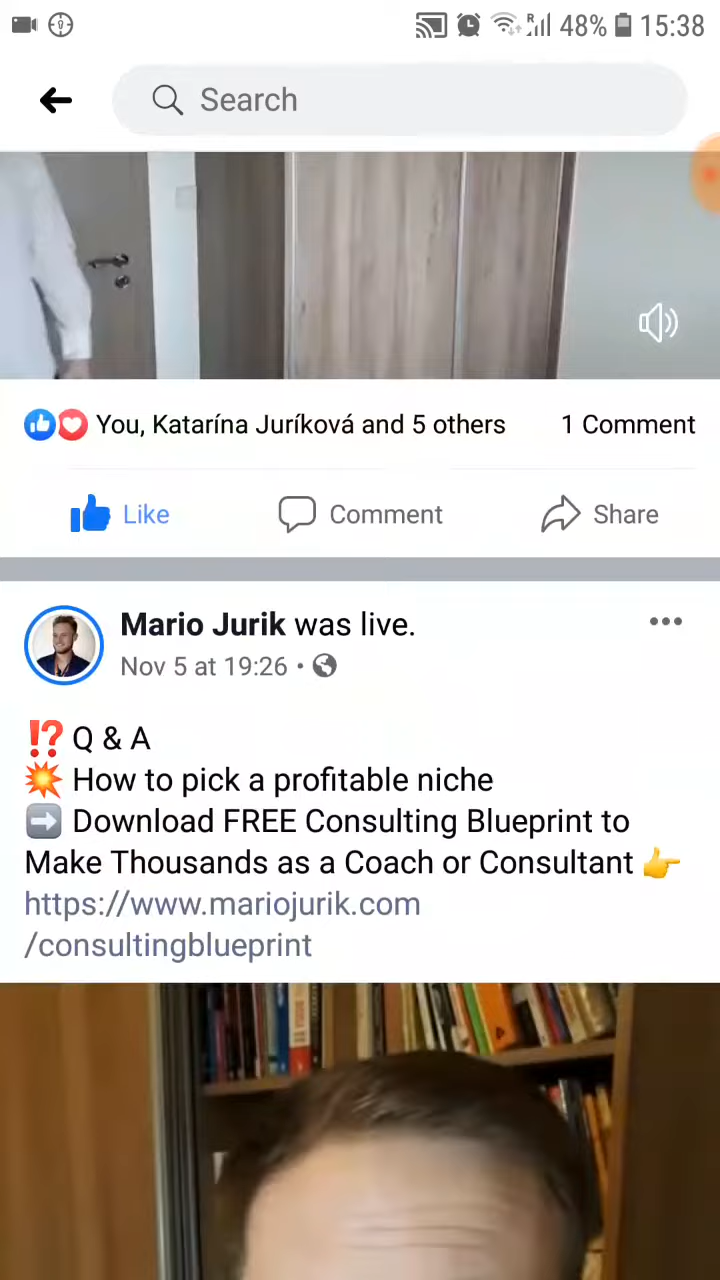 R 48% 15:38
Search
You, Katarína Juríková and 5 others 1 Comment
Like Comment Share
Mario Jurik was live.
Nov 5 at 19:26 •
⁉️ Q & A
💥 How to pick a profitable niche
➡️ Download FREE Consulting Blueprint to
Make Thousands as a Coach or Consultant 👉
https://www.mariojurik.com
/consultingblueprint